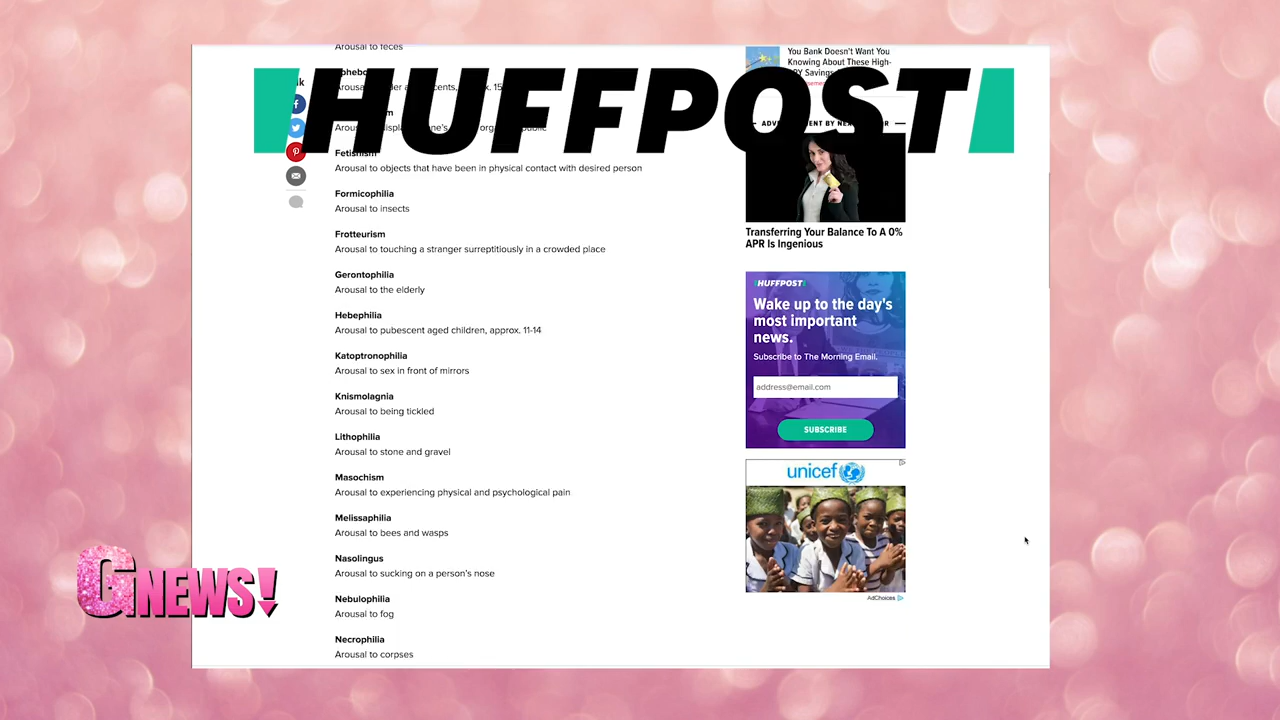 Arousal to feces
HUFFPOST
Fetishism
Arousal to objects that have been in physical contact with desired person
Formicophilia
Arousal to insects
Frotteurism
Arousal to touching a stranger surreptitiously in a crowded place
Gerontophilia
Arousal to the elderly
Hebephilia
Arousal to pubescent aged children, approx. 11-14
Katoptronophilia
Arousal to sex in front of mirrors
Knismolagnia
Arousal to being tickled
Lithophilia
Arousal to stone and gravel
Masochism
Arousal to experiencing physical and psychological pain
Melissaphilia
Arousal to bees and wasps
Nasolingus
Arousal to sucking on a person's nose
Nebulophilia
Arousal to fog
Necrophilia
Arousal to corpses
You Bank Doesn't Want You
Knowing About These High-
Savings
Transferring Your Balance To A 0%
APR Is Ingenious
HUFFPOST
Wake up to the day's
most important
news.
Subscribe to The Morning Email.
address@email.com
SUBSCRIBE
unicef
AdChoices
GNEWS!